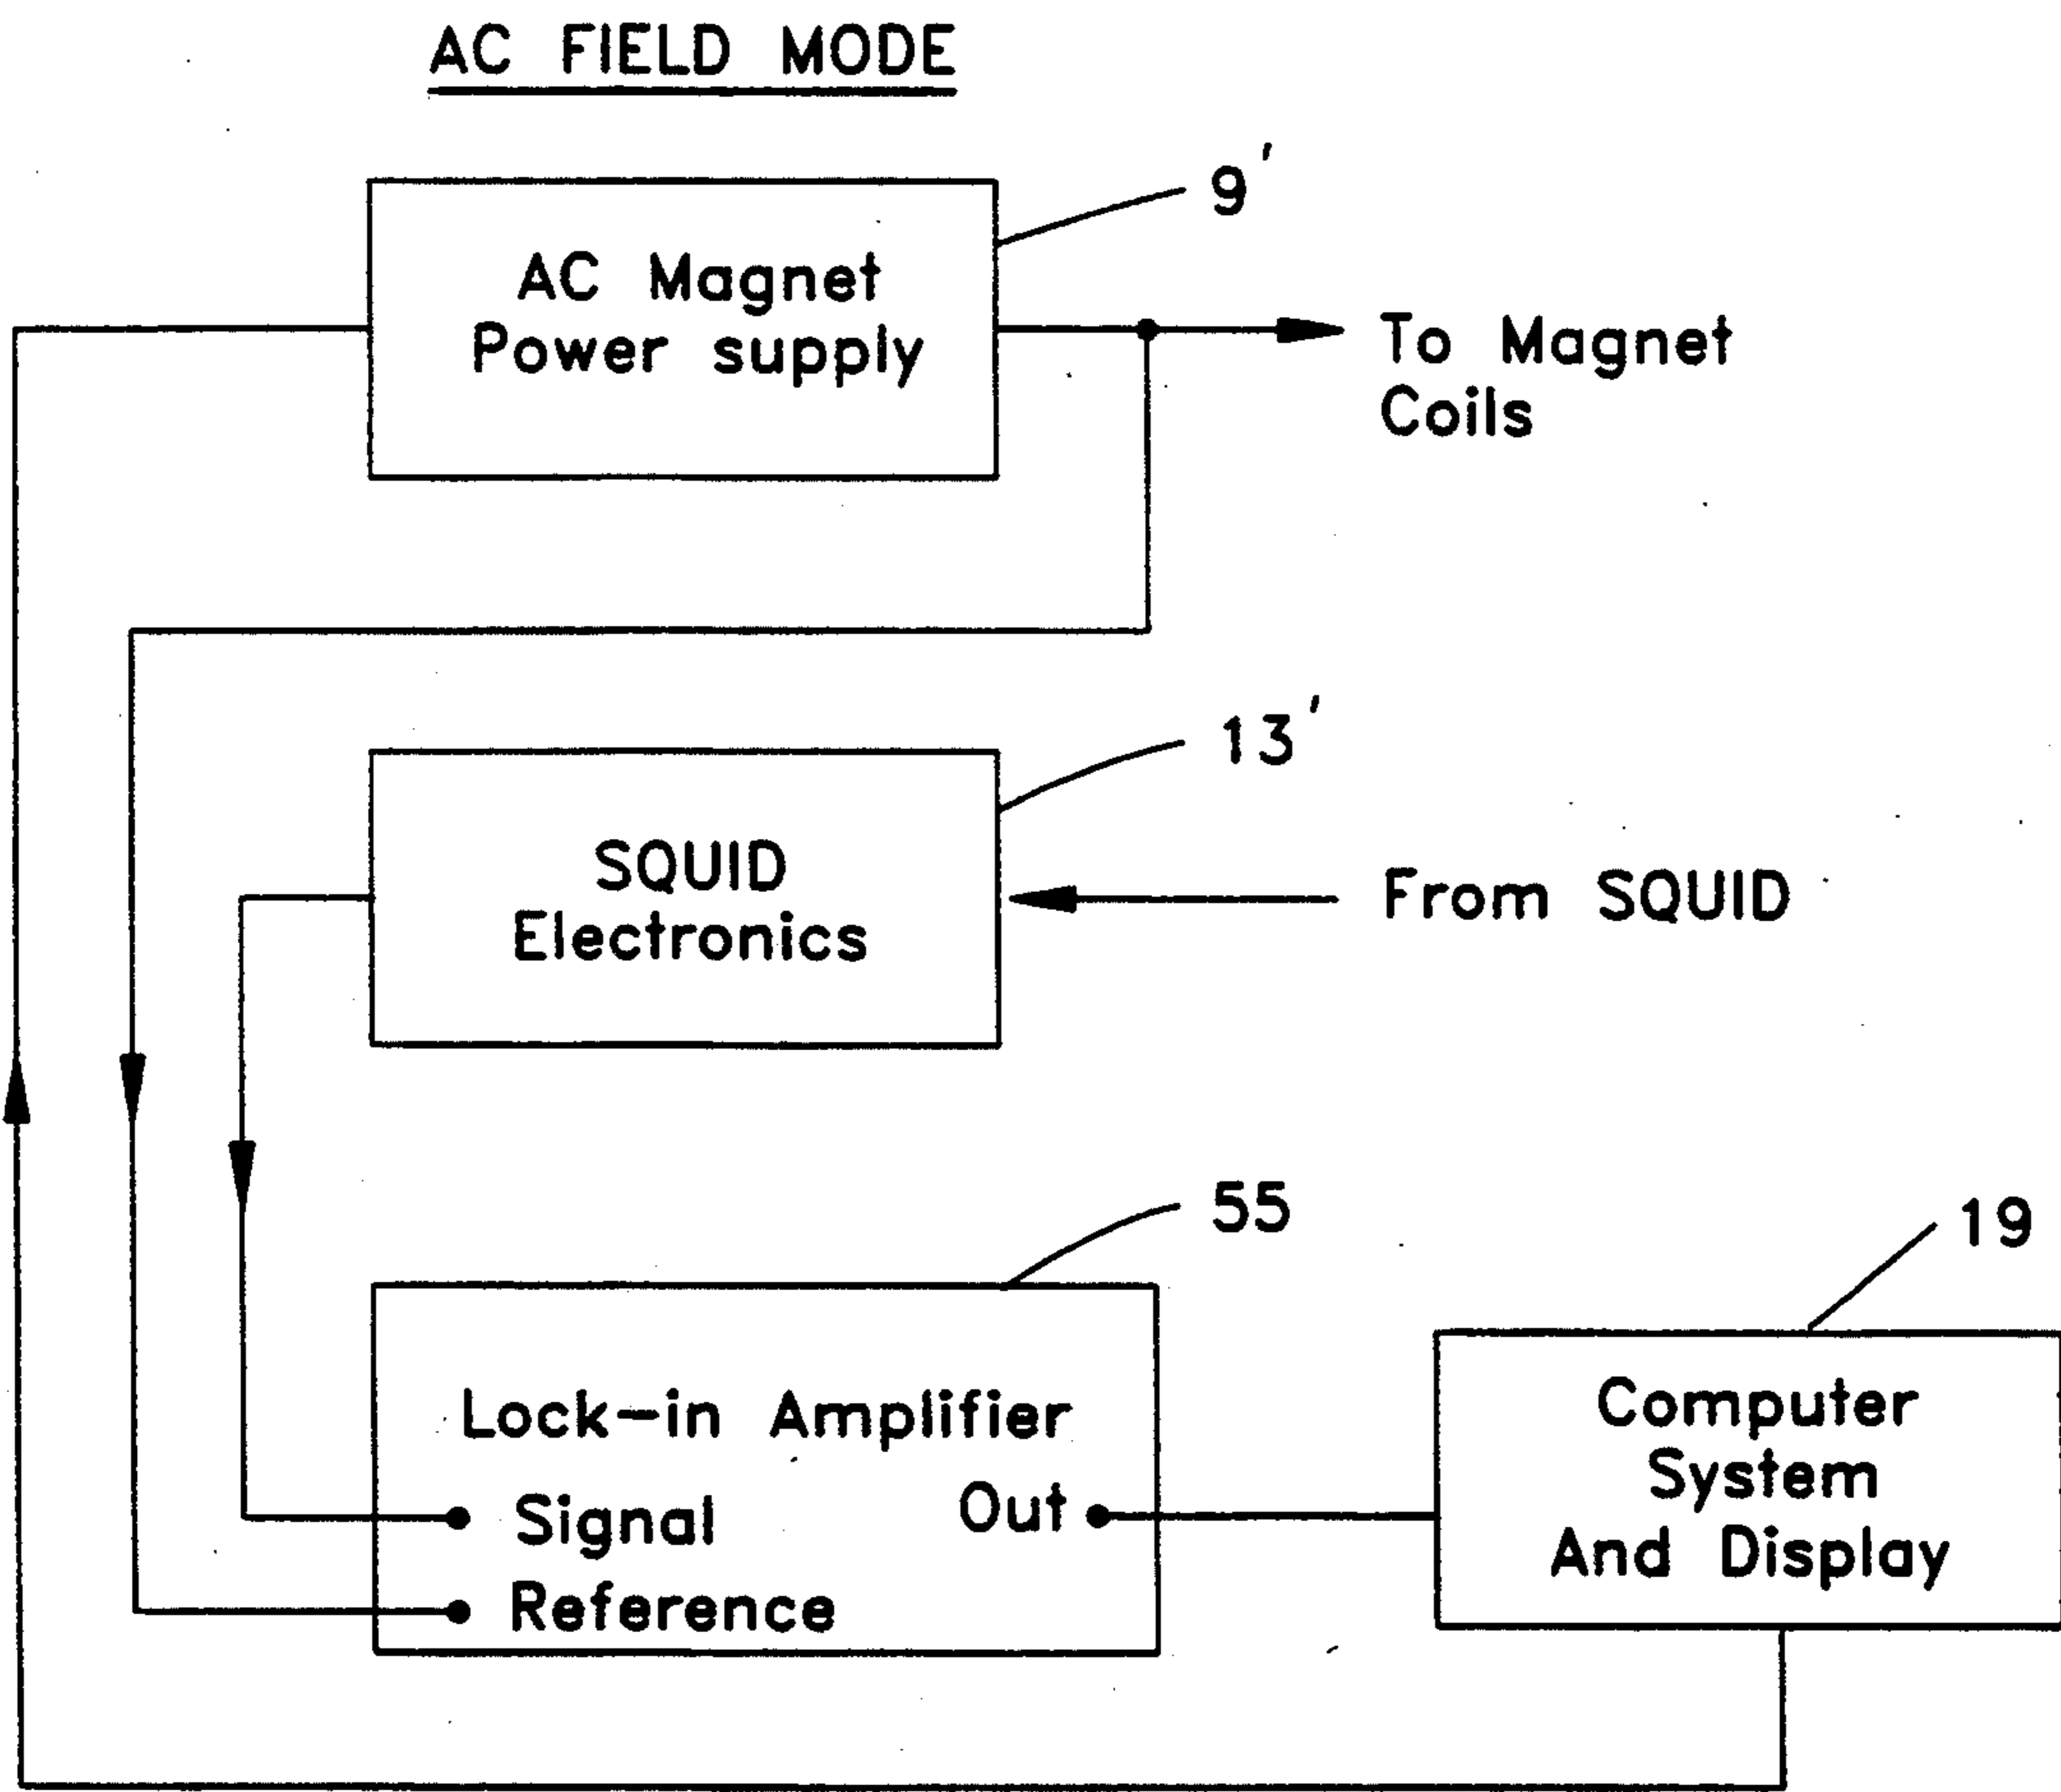 AC FIELD MODE
9'
AC Magnet
Power supply
To Magnet
Coils
13'
SQUID
Electronics
From SQUID
55
19
Lock-in Amplifier
Signal
Out
Reference
Computer
System
And Display